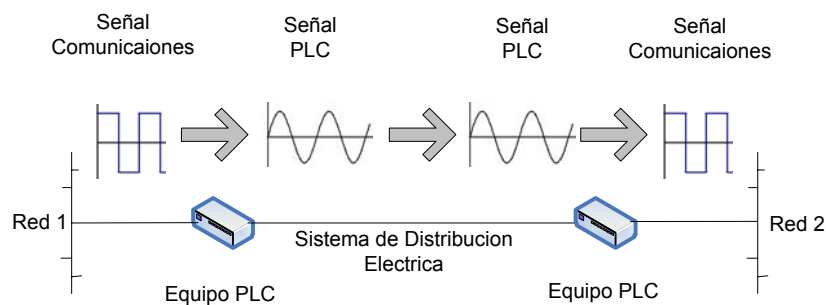 Señal
Comunicaiones
Señal
PLC
Señal
PLC
Señal
Comunicaiones
Red 1
Sistema de Distribucion
Electrica
Red 2
Equipo PLC
Equipo PLC